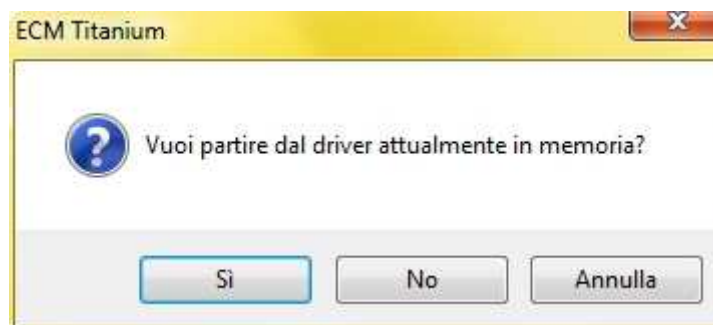 ECM Titanium
Vuoi partire dal driver attualmente in memoria?
Sì
No
Annulla